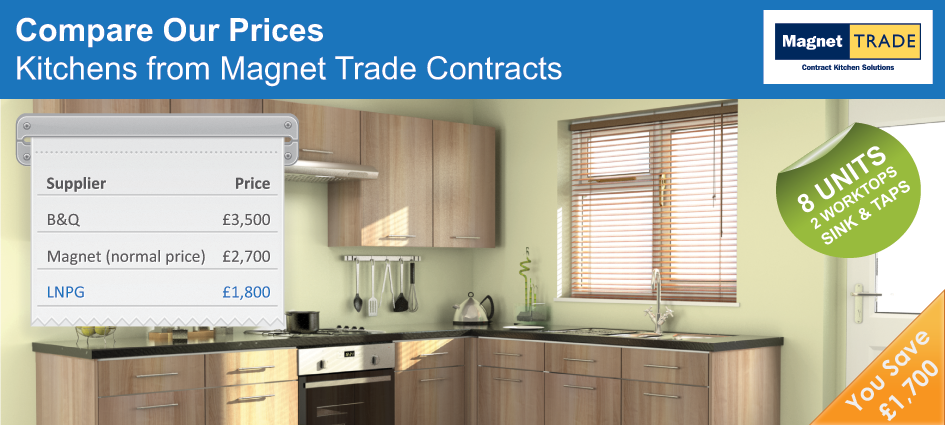 Compare Our Prices
Kitchens from Magnet Trade Contracts
Magnet TRADE
Contract Kitchen Solutions
Supplier Price
B&Q £3,500
Magnet (normal price) £2,700
LNPG £1,800
8 UNITS
2 WORKTOPS
SINK & TAPS
You Save
£1,700